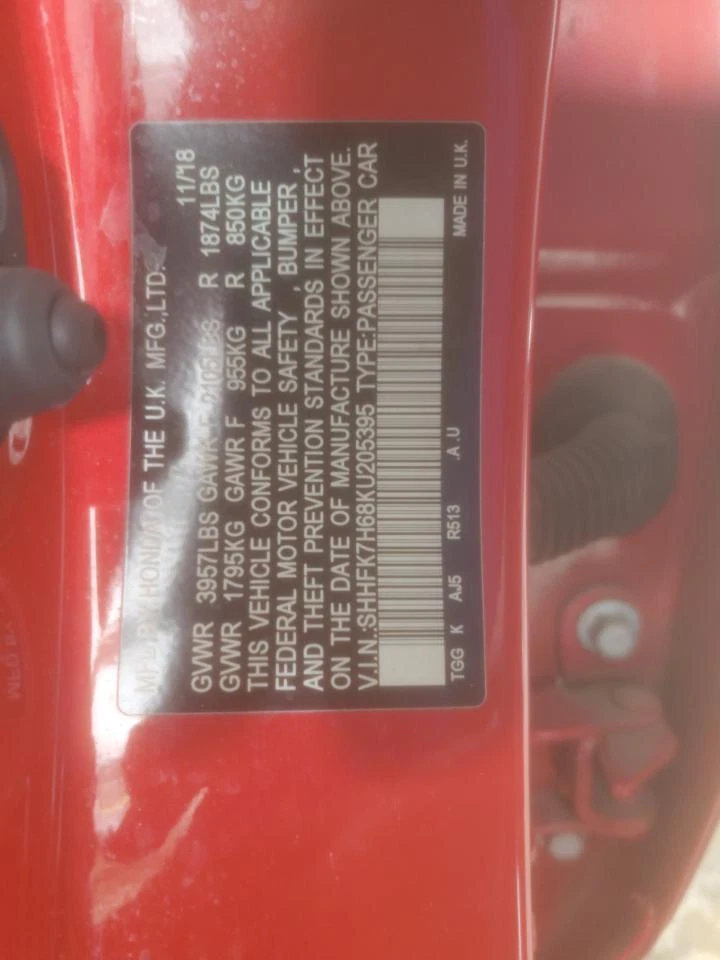 MFD.BY HONDA OF THE U.K. MFG.,LTD. 11/18
GVWR 3957LBS GAWR F 2105LBS R 1874LBS
GVWR 1795KG GAWR F 955KG R 850KG
THIS VEHICLE CONFORMS TO ALL APPLICABLE
FEDERAL MOTOR VEHICLE SAFETY , BUMPER ,
AND THEFT PREVENTION STANDARDS IN EFFECT
ON THE DATE OF MANUFACTURE SHOWN ABOVE.
V.I.N.:SHHFK7H68KU205395 TYPE:PASSENGER CAR
TGG K AJ5 R513 .A .U MADE IN U.K.